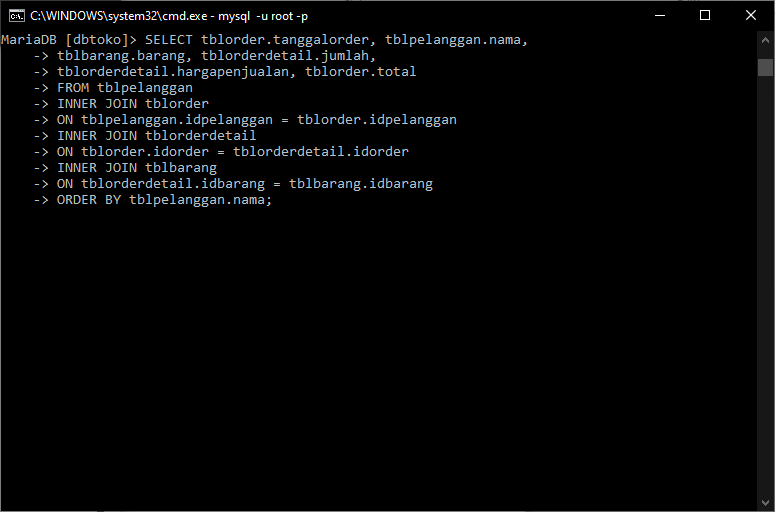 C:\WINDOWS\system32\cmd.exe - mysql  -u root -p
MariaDB [dbtoko]> SELECT tblorder.tanggalorder, tblpelanggan.nama,
    -> tblbarang.barang, tblorderdetail.jumlah,
    -> tblorderdetail.hargapenjualan, tblorder.total
    -> FROM tblpelanggan
    -> INNER JOIN tblorder
    -> ON tblpelanggan.idpelanggan = tblorder.idpelanggan
    -> INNER JOIN tblorderdetail
    -> ON tblorder.idorder = tblorderdetail.idorder
    -> INNER JOIN tblbarang
    -> ON tblorderdetail.idbarang = tblbarang.idbarang
    -> ORDER BY tblpelanggan.nama;